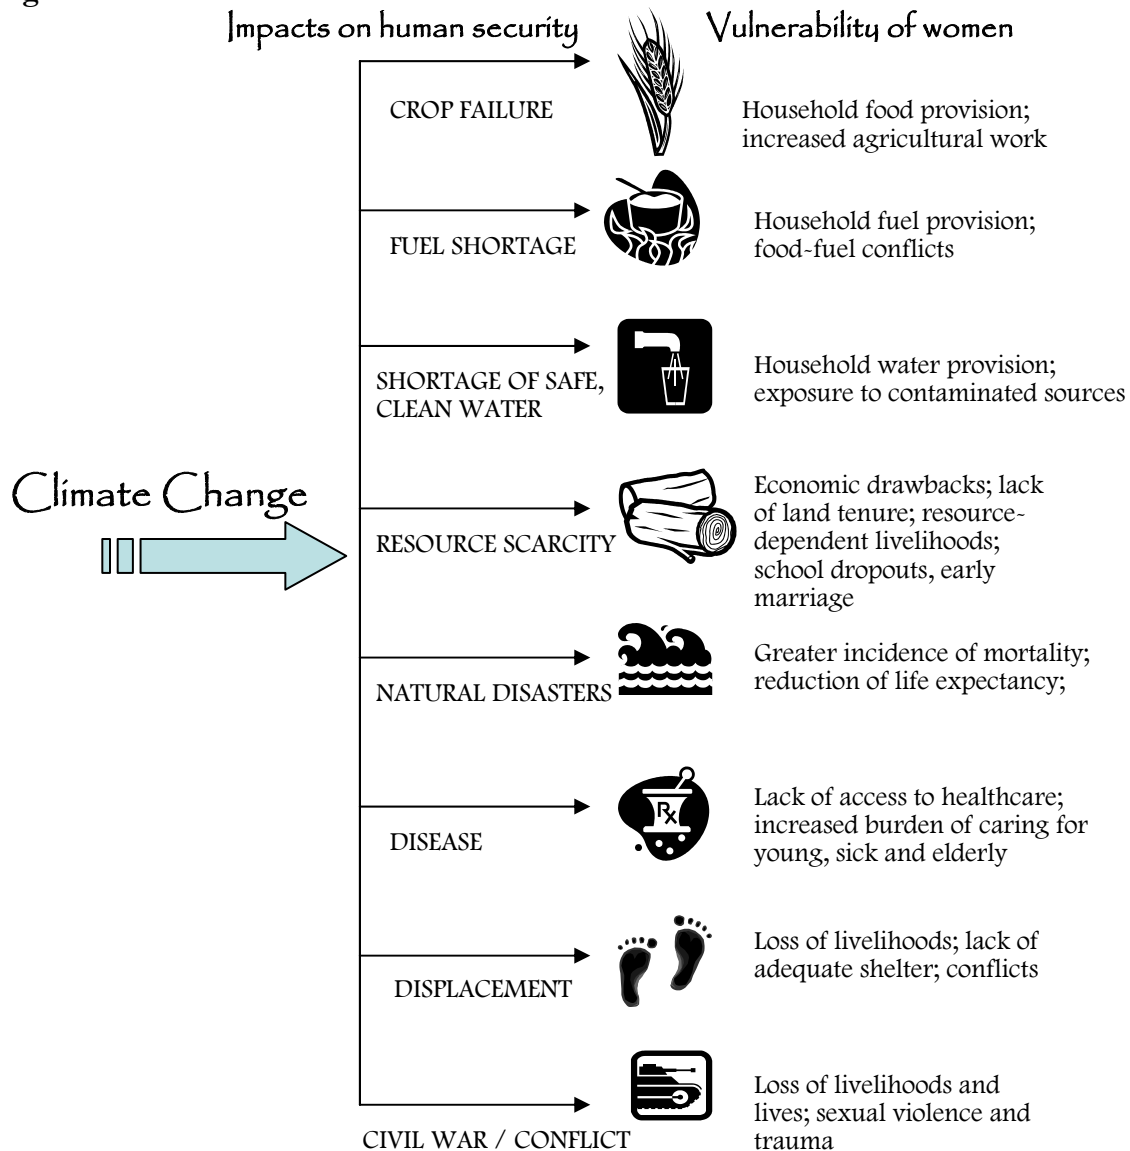 Impacts on human security
Vulnerability of women
CROP FAILURE
Household food provision;
increased agricultural work
FUEL SHORTAGE
Household fuel provision;
food-fuel conflicts
SHORTAGE OF SAFE,
CLEAN WATER
Household water provision;
exposure to contaminated sources
Climate Change
RESOURCE SCARCITY
Economic drawbacks; lack
of land tenure; resource-
dependent livelihoods;
school dropouts, early
marriage
NATURAL DISASTERS
Greater incidence of mortality;
reduction of life expectancy;
DISEASE
Rx
Lack of access to healthcare;
increased burden of caring for
young, sick and elderly
DISPLACEMENT
Loss of livelihoods; lack of
adequate shelter; conflicts
CIVIL WAR / CONFLICT
Loss of livelihoods and
lives; sexual violence and
trauma